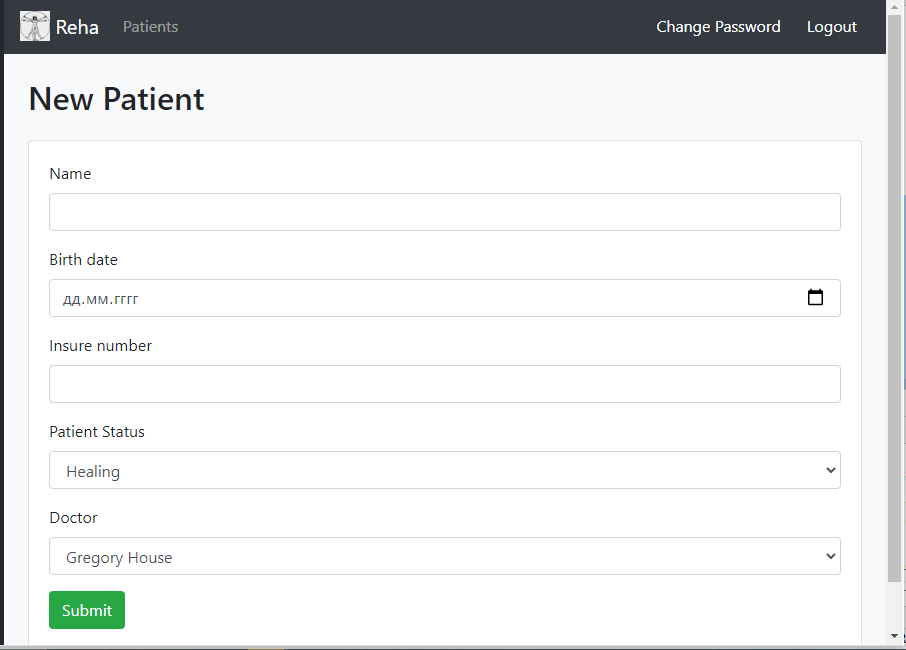 Reha Patients Change Password Logout
New Patient
Name
Birth date
дд.мм.гггг
Insure number
Patient Status
Healing
Doctor
Gregory House
Submit